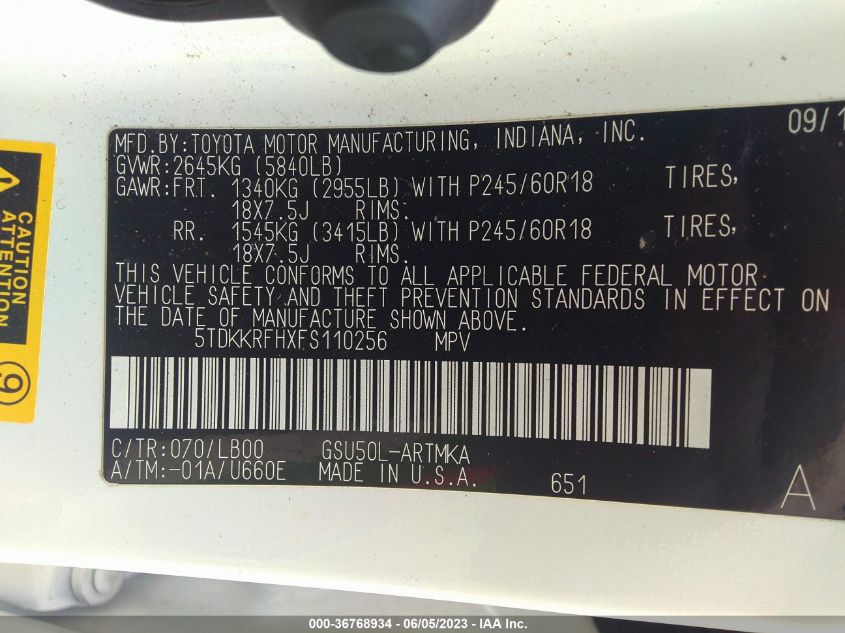 09/1
MFD.BY:TOYOTA MOTOR MANUFACTURING, INDIANA, INC.
GVWR:2645KG (5840LB)
GAWR:FRT. 1340KG (2955LB) WITH P245/60R18 TIRES,
18X7.5J RIMS.
RR. 1545KG (3415LB) WITH P245/60R18 TIRES,
18X7.5J RIMS.
THIS VEHICLE CONFORMS TO ALL APPLICABLE FEDERAL MOTOR
VEHICLE SAFETY AND THEFT PREVENTION STANDARDS IN EFFECT ON
THE DATE OF MANUFACTURE SHOWN ABOVE.
5TDKKRFHXFS110256 MPV
C/TR:070/LB00 GSU50L-ARTMKA
A/TM:-01A/U660E MADE IN U.S.A. 651 A
CAUTION
ATTENTION
9
000-36768934 - 06/05/2023 - IAA Inc.